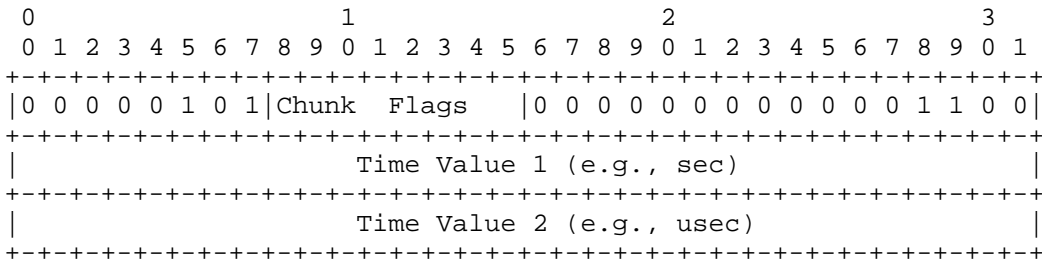 0                   1                   2                   3
 0 1 2 3 4 5 6 7 8 9 0 1 2 3 4 5 6 7 8 9 0 1 2 3 4 5 6 7 8 9 0 1
+-+-+-+-+-+-+-+-+-+-+-+-+-+-+-+-+-+-+-+-+-+-+-+-+-+-+-+-+-+-+-+-+
|0 0 0 0 0 1 0 1|Chunk  Flags   |0 0 0 0 0 0 0 0 0 0 0 0 1 1 0 0|
+-+-+-+-+-+-+-+-+-+-+-+-+-+-+-+-+-+-+-+-+-+-+-+-+-+-+-+-+-+-+-+-+
|                     Time Value 1 (e.g., sec)                  |
+-+-+-+-+-+-+-+-+-+-+-+-+-+-+-+-+-+-+-+-+-+-+-+-+-+-+-+-+-+-+-+-+
|                     Time Value 2 (e.g., usec)                 |
+-+-+-+-+-+-+-+-+-+-+-+-+-+-+-+-+-+-+-+-+-+-+-+-+-+-+-+-+-+-+-+-+